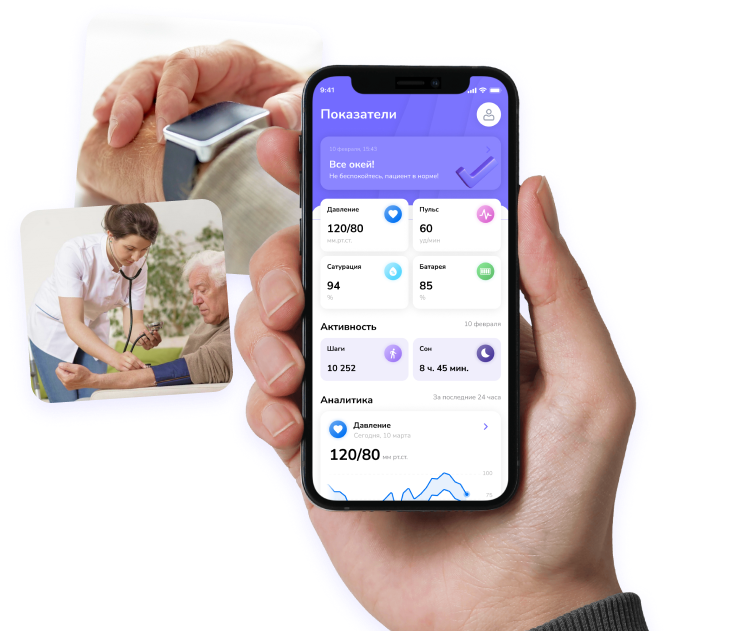 9:41
Показатели
10 февраля, 15:45
Все окей!
Не беспокойтесь, пациент в норме!
Давление
120/80
мм.рт.ст.
Пульс
60
уд/мин
Сатурация
94
%
Батарея
85
%
Активность
10 февраля
Шаги
10 252
Сон
8 ч. 45 мин.
Аналитика
За последние 24 часа
Давление
Сегодня, 10 марта
120/80 мм рт.ст.
100
75